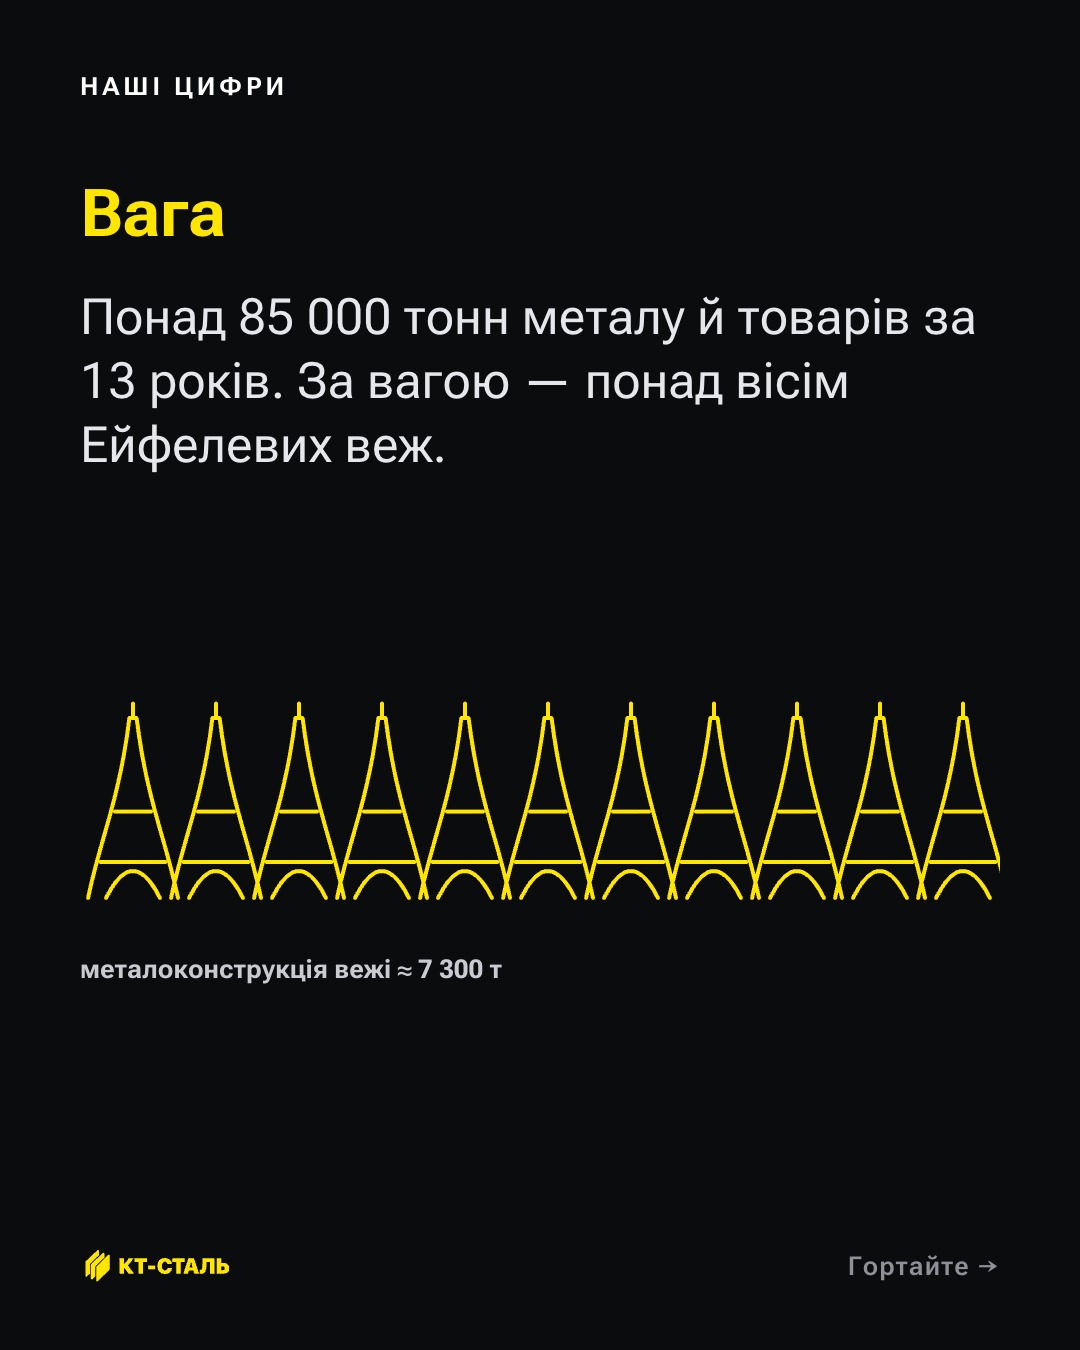 НАШІ ЦИФРИ
Вага
Понад 85 000 тонн металу й товарів за
13 років. За вагою — понад вісім
Ейфелевих веж.
металоконструкція вежі ≈ 7 300 т
КТ-СТАЛЬ
Гортайте →